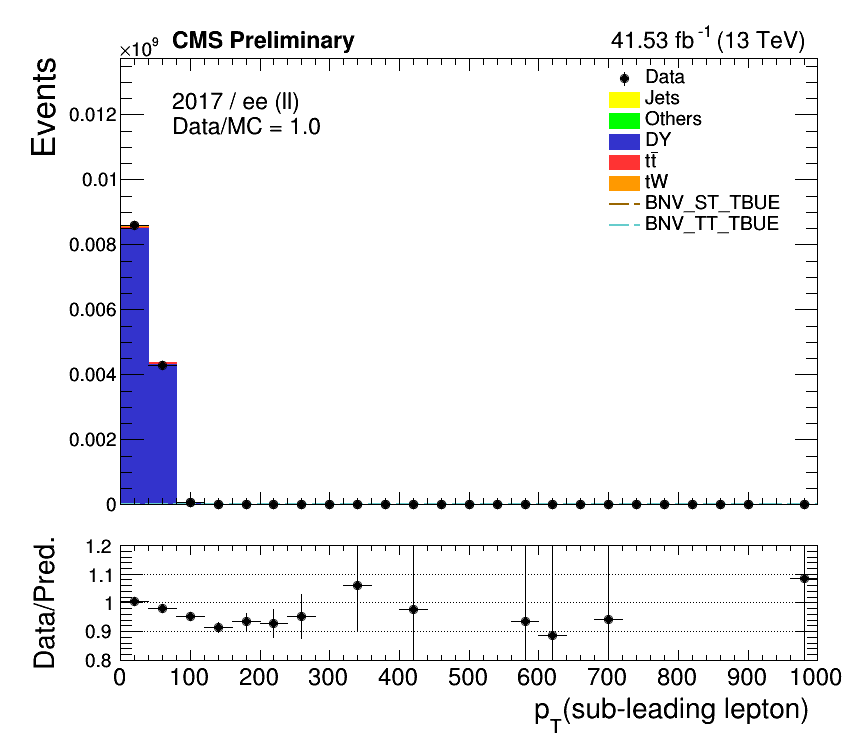 ×10⁹ CMS Preliminary 41.53 fb⁻¹ (13 TeV)
Events
2017 / ee (ll)
Data/MC = 1.0
Data
Jets
Others
DY
tt̄
tW
BNV_ST_TBUE
BNV_TT_TBUE
0.012
0.01
0.008
0.006
0.004
0.002
0
Data/Pred.
1.2
1.1
1
0.9
0.8
0 100 200 300 400 500 600 700 800 900 1000
p_T(sub-leading lepton)